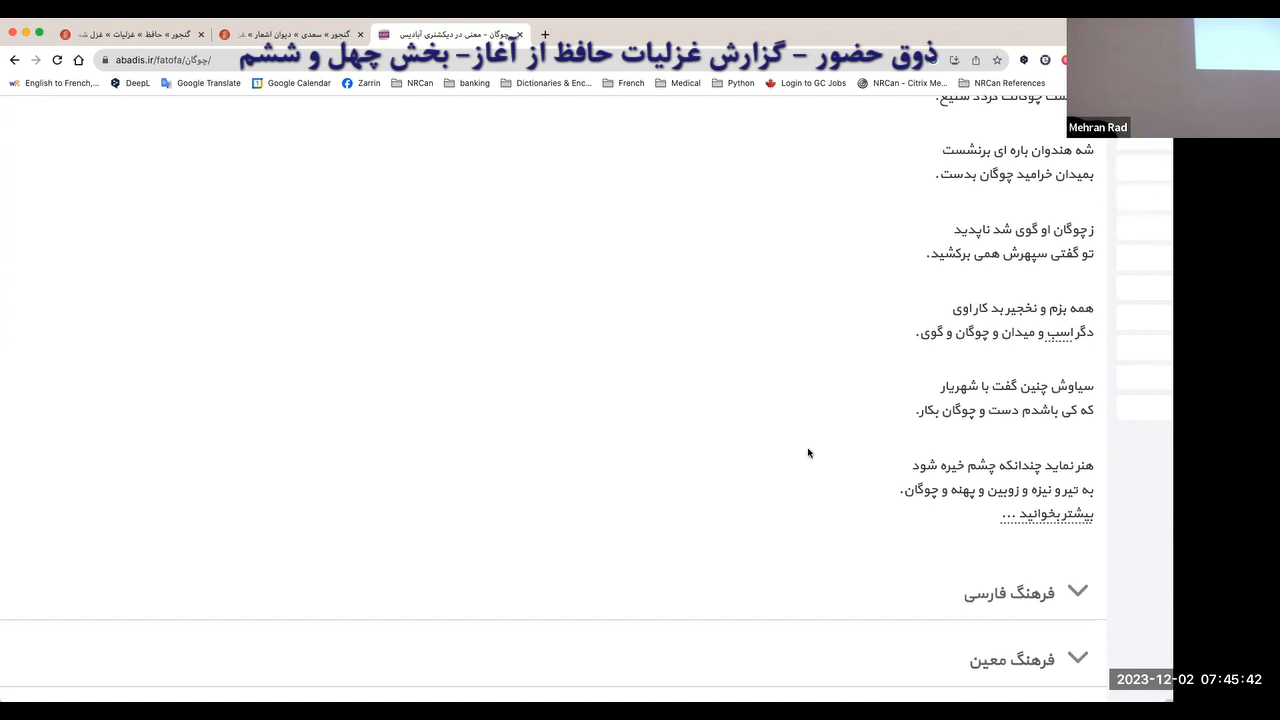 گنجور » حافظ » غزلیات » غزل
گنجور » سعدی » دیوان اشعار »
چوگان - معنی در دیکشنری آبادیس
ذوق حضور - گزارش غزلیات حافظ از آغاز- بخش چهل و ششم
abadis.ir/fatofa/چوگان/
English to French,...
DeepL
Google Translate
Google Calendar
Zarrin
NRCan
banking
Dictionaries & Enc...
French
Medical
Python
Login to GC Jobs
NRCan - Citrix Me...
NRCan References
Mehran Rad
شه هندوان باره ای برنشست
بمیدان خرامید چوگان بدست.
ز چوگان او گوی شد ناپدید
تو گفتی سپهرش همی برکشید.
همه بزم و نخجیر بد کار اوی
دگر اسب و میدان و چوگان و گوی.
سیاوش چنین گفت با شهریار
که کی باشدم دست و چوگان بکار.
هنر نماید چندانکه چشم خیره شود
به تیر و نیزه و زوبین و پهنه و چوگان.
بیشتر بخوانید ...
فرهنگ فارسی
فرهنگ معین
2023-12-02 07:45:42